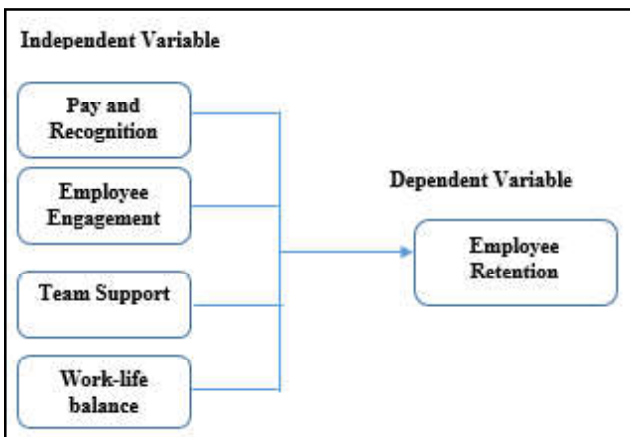 Independent Variable
Pay and
Recognition
Employee
Engagement
Team Support
Work-life
balance
Dependent Variable
Employee
Retention